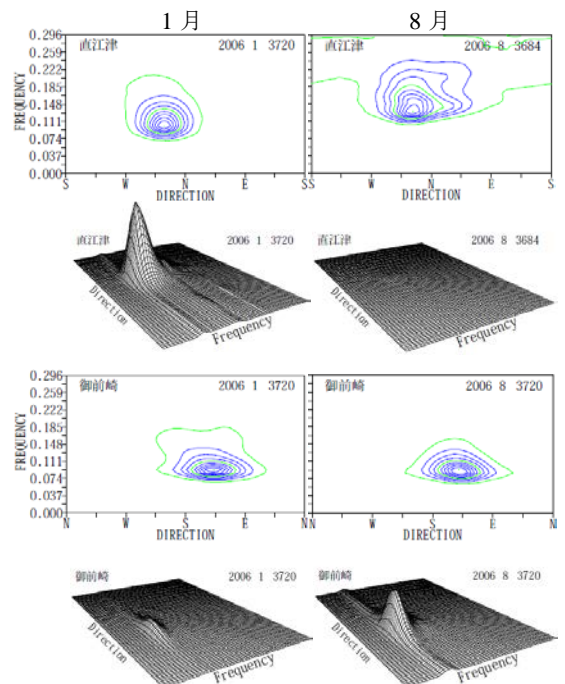 1月 8月
直江津 2006 1 3720 直江津 2006 8 3684
FREQUENCY
0.296
0.259
0.222
0.185
0.148
0.111
0.074
0.037
0.000
S W N E S S W N E S
DIRECTION DIRECTION
直江津 2006 1 3720 直江津 2006 8 3684
Direction Frequency Direction Frequency
御前崎 2006 1 3720 御前崎 2006 8 3720
FREQUENCY
0.296
0.259
0.222
0.185
0.148
0.111
0.074
0.037
0.000
N W S E N N W S E N
DIRECTION DIRECTION
御前崎 2006 1 3720 御前崎 2006 8 3720
Direction Frequency Direction Frequency